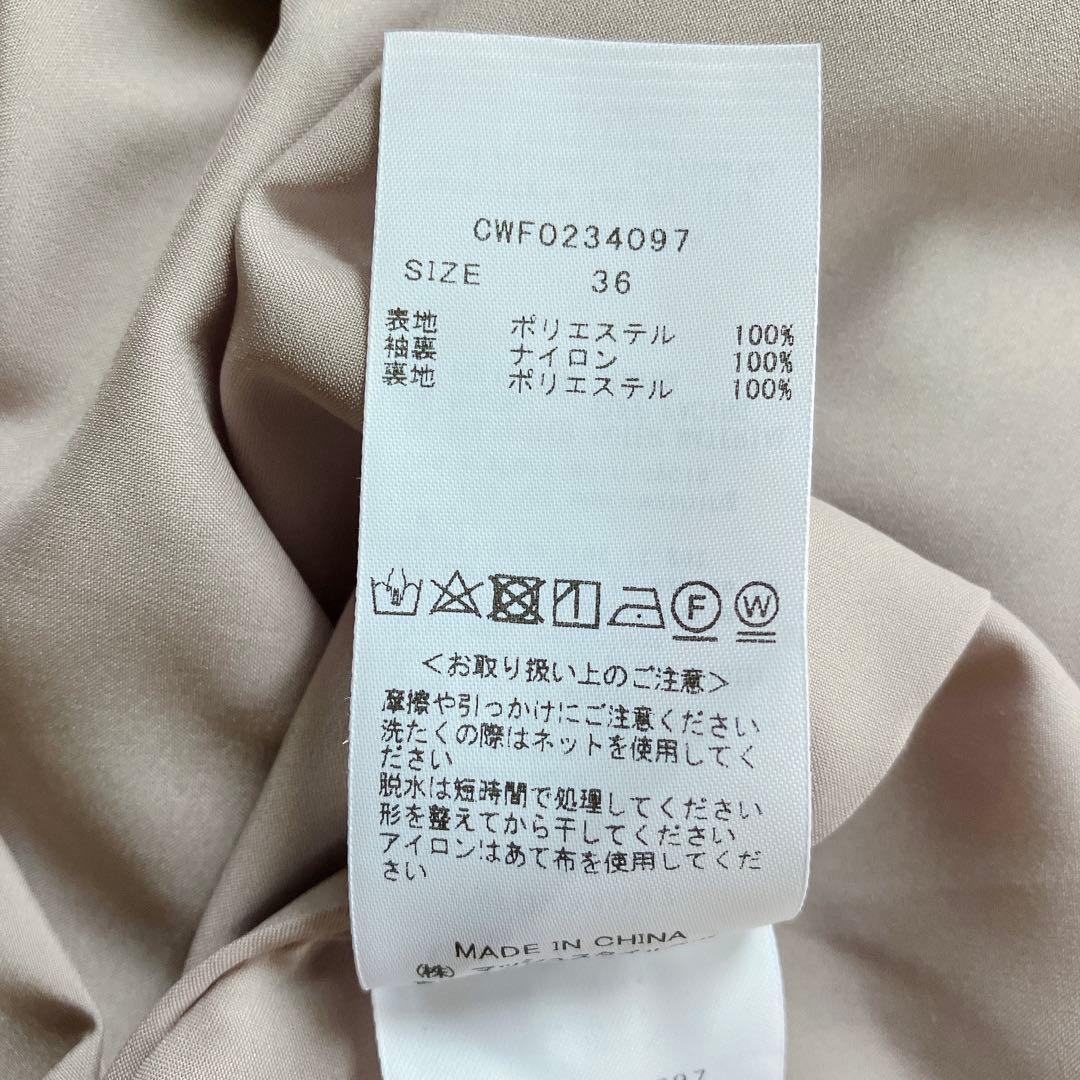 CWF0234097
SIZE 36
表地 ポリエステル 100%
袖裏 ナイロン 100%
裏地 ポリエステル 100%
F W
<お取り扱い上のご注意>
摩擦や引っかけにご注意ください
洗たくの際はネットを使用してく
ださい
脱水は短時間で処理してください
形を整えてから干してください
アイロンはあて布を使用してくだ
さい
MADE IN CHINA
㈱